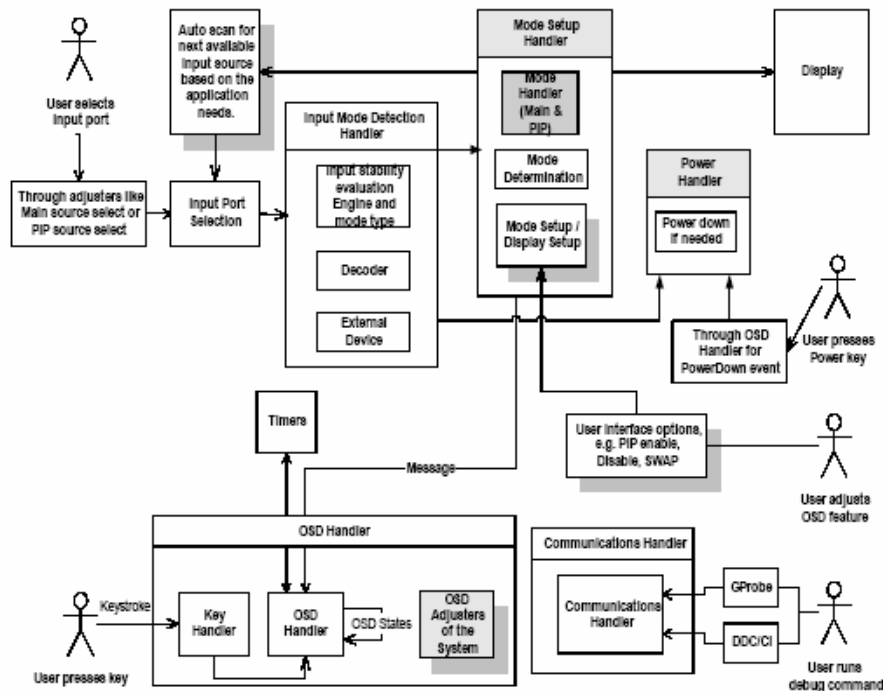 User selects
Input port
Auto scan for
next available
Input source
based on the
application
needs.
Mode Setup
Handler
Mode
Handler
(Main &
PIP)
Mode
Determination
Mode Setup /
Display Setup
Display
Input Mode Detection
Handler
Input stability
evaluation
Engine and
mode type
Decoder
External
Device
Through adjusters like
Main source select or
PIP source select
Input Port
Selection
Power
Handler
Power down
if needed
Through OSD
Handler for
PowerDown event
User presses
Power key
Timers
Message
User Interface options,
e.g. PIP enable,
Disable, SWAP
User adjusts
OSD feature
OSD Handler
Keystroke
Key
Handler
OSD
Handler
OSD States
OSD
Adjusters
of the
System
User presses key
Communications Handler
Communications
Handler
GProbe
DDC/CI
User runs
debug command